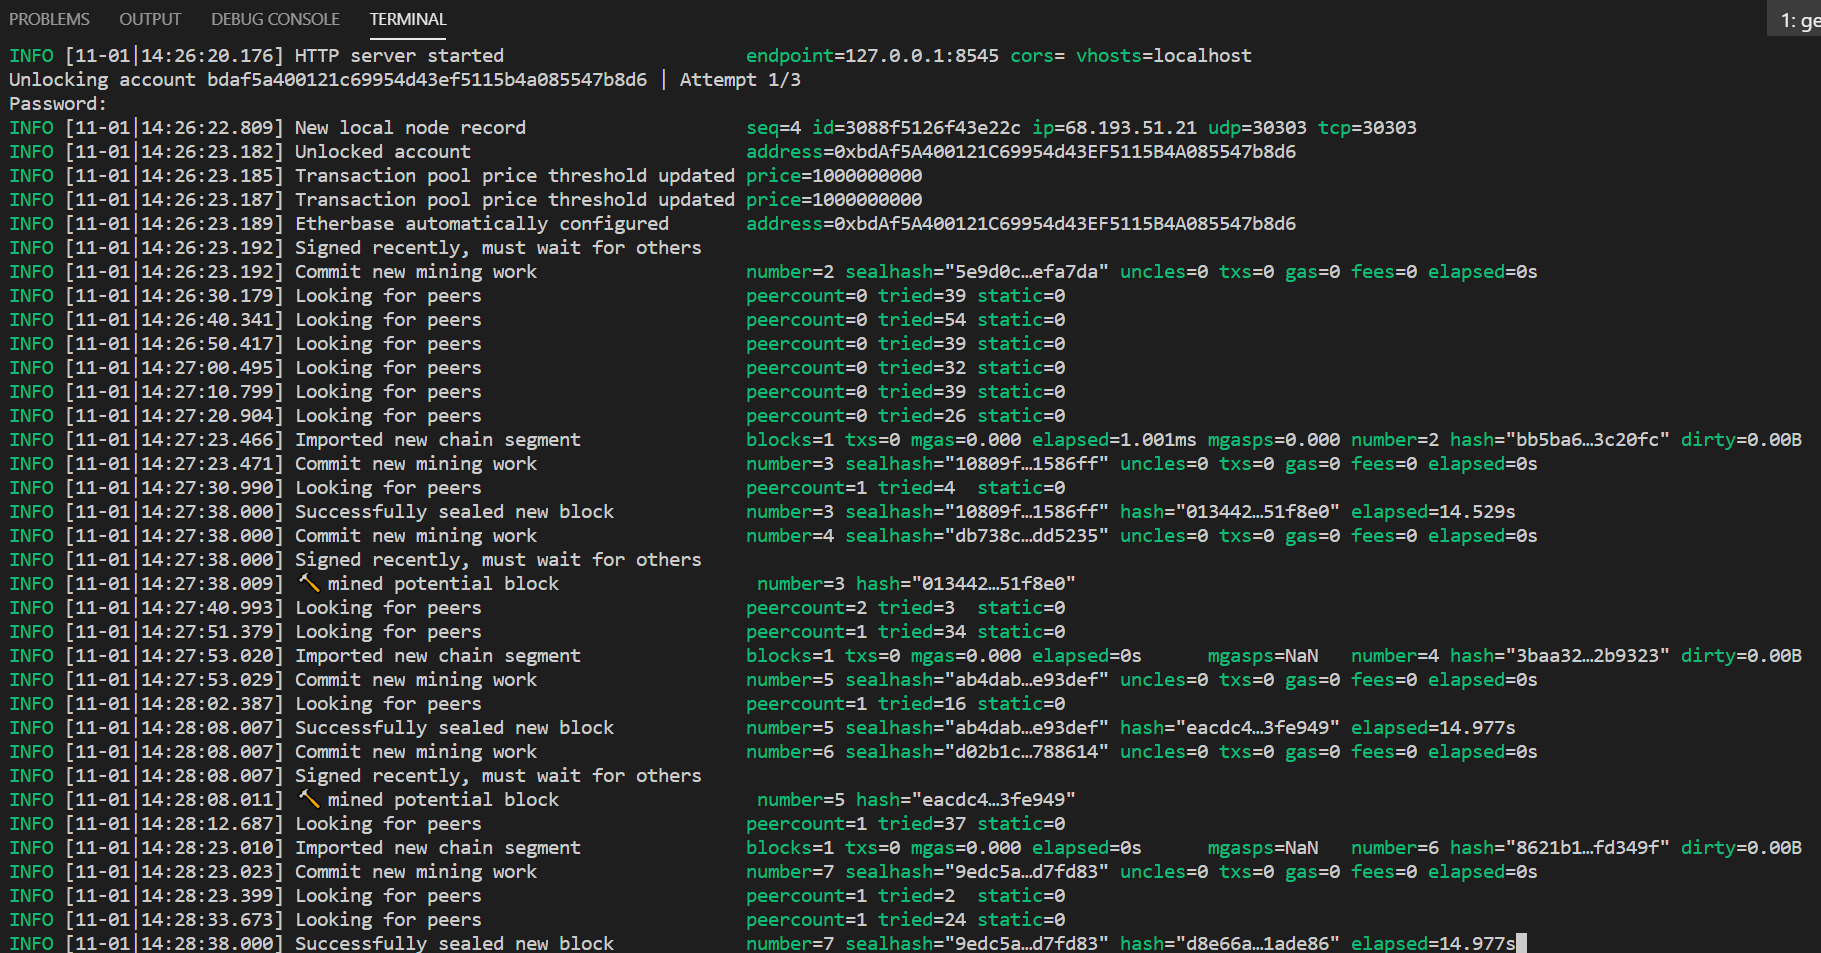 PROBLEMS OUTPUT DEBUG CONSOLE TERMINAL 1: ge
INFO [11-01|14:26:20.176] HTTP server started endpoint=127.0.0.1:8545 cors= vhosts=localhost
Unlocking account bdaf5a400121c69954d43ef5115b4a085547b8d6 | Attempt 1/3
Password:
INFO [11-01|14:26:22.809] New local node record seq=4 id=3088f5126f43e22c ip=68.193.51.21 udp=30303 tcp=30303
INFO [11-01|14:26:23.182] Unlocked account address=0xbdAf5A400121C69954d43EF5115B4A085547b8d6
INFO [11-01|14:26:23.185] Transaction pool price threshold updated price=1000000000
INFO [11-01|14:26:23.187] Transaction pool price threshold updated price=1000000000
INFO [11-01|14:26:23.189] Etherbase automatically configured address=0xbdAf5A400121C69954d43EF5115B4A085547b8d6
INFO [11-01|14:26:23.192] Signed recently, must wait for others
INFO [11-01|14:26:23.192] Commit new mining work number=2 sealhash="5e9d0c…efa7da" uncles=0 txs=0 gas=0 fees=0 elapsed=0s
INFO [11-01|14:26:30.179] Looking for peers peercount=0 tried=39 static=0
INFO [11-01|14:26:40.341] Looking for peers peercount=0 tried=54 static=0
INFO [11-01|14:26:50.417] Looking for peers peercount=0 tried=39 static=0
INFO [11-01|14:27:00.495] Looking for peers peercount=0 tried=32 static=0
INFO [11-01|14:27:10.799] Looking for peers peercount=0 tried=39 static=0
INFO [11-01|14:27:20.904] Looking for peers peercount=0 tried=26 static=0
INFO [11-01|14:27:23.466] Imported new chain segment blocks=1 txs=0 mgas=0.000 elapsed=1.001ms mgasps=0.000 number=2 hash="bb5ba6…3c20fc" dirty=0.00B
INFO [11-01|14:27:23.471] Commit new mining work number=3 sealhash="10809f…1586ff" uncles=0 txs=0 gas=0 fees=0 elapsed=0s
INFO [11-01|14:27:30.990] Looking for peers peercount=1 tried=4 static=0
INFO [11-01|14:27:38.000] Successfully sealed new block number=3 sealhash="10809f…1586ff" hash="013442…51f8e0" elapsed=14.529s
INFO [11-01|14:27:38.000] Commit new mining work number=4 sealhash="db738c…dd5235" uncles=0 txs=0 gas=0 fees=0 elapsed=0s
INFO [11-01|14:27:38.000] Signed recently, must wait for others
INFO [11-01|14:27:38.009] 🔨 mined potential block number=3 hash="013442…51f8e0"
INFO [11-01|14:27:40.993] Looking for peers peercount=2 tried=3 static=0
INFO [11-01|14:27:51.379] Looking for peers peercount=1 tried=34 static=0
INFO [11-01|14:27:53.020] Imported new chain segment blocks=1 txs=0 mgas=0.000 elapsed=0s mgasps=NaN number=4 hash="3baa32…2b9323" dirty=0.00B
INFO [11-01|14:27:53.029] Commit new mining work number=5 sealhash="ab4dab…e93def" uncles=0 txs=0 gas=0 fees=0 elapsed=0s
INFO [11-01|14:28:02.387] Looking for peers peercount=1 tried=16 static=0
INFO [11-01|14:28:08.007] Successfully sealed new block number=5 sealhash="ab4dab…e93def" hash="eacdc4…3fe949" elapsed=14.977s
INFO [11-01|14:28:08.007] Commit new mining work number=6 sealhash="d02b1c…788614" uncles=0 txs=0 gas=0 fees=0 elapsed=0s
INFO [11-01|14:28:08.007] Signed recently, must wait for others
INFO [11-01|14:28:08.011] 🔨 mined potential block number=5 hash="eacdc4…3fe949"
INFO [11-01|14:28:12.687] Looking for peers peercount=1 tried=37 static=0
INFO [11-01|14:28:23.010] Imported new chain segment blocks=1 txs=0 mgas=0.000 elapsed=0s mgasps=NaN number=6 hash="8621b1…fd349f" dirty=0.00B
INFO [11-01|14:28:23.023] Commit new mining work number=7 sealhash="9edc5a…d7fd83" uncles=0 txs=0 gas=0 fees=0 elapsed=0s
INFO [11-01|14:28:23.399] Looking for peers peercount=1 tried=2 static=0
INFO [11-01|14:28:33.673] Looking for peers peercount=1 tried=24 static=0
INFO [11-01|14:28:38.000] Successfully sealed new block number=7 sealhash="9edc5a…d7fd83" hash="d8e66a…1ade86" elapsed=14.977s